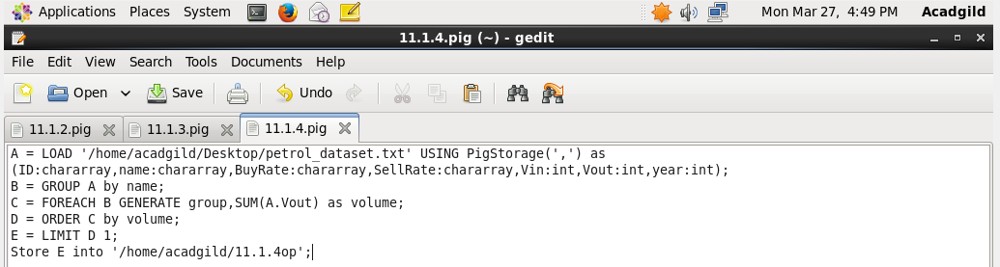 Applications Places System Mon Mar 27, 4:49 PM Acadgild
11.1.4.pig (~) - gedit
File Edit View Search Tools Documents Help
Open Save Undo
11.1.2.pig 11.1.3.pig 11.1.4.pig
A = LOAD '/home/acadgild/Desktop/petrol_dataset.txt' USING PigStorage(',') as
(ID:chararray,name:chararray,BuyRate:chararray,SellRate:chararray,Vin:int,Vout:int,year:int);
B = GROUP A by name;
C = FOREACH B GENERATE group,SUM(A.Vout) as volume;
D = ORDER C by volume;
E = LIMIT D 1;
Store E into '/home/acadgild/11.1.4op';